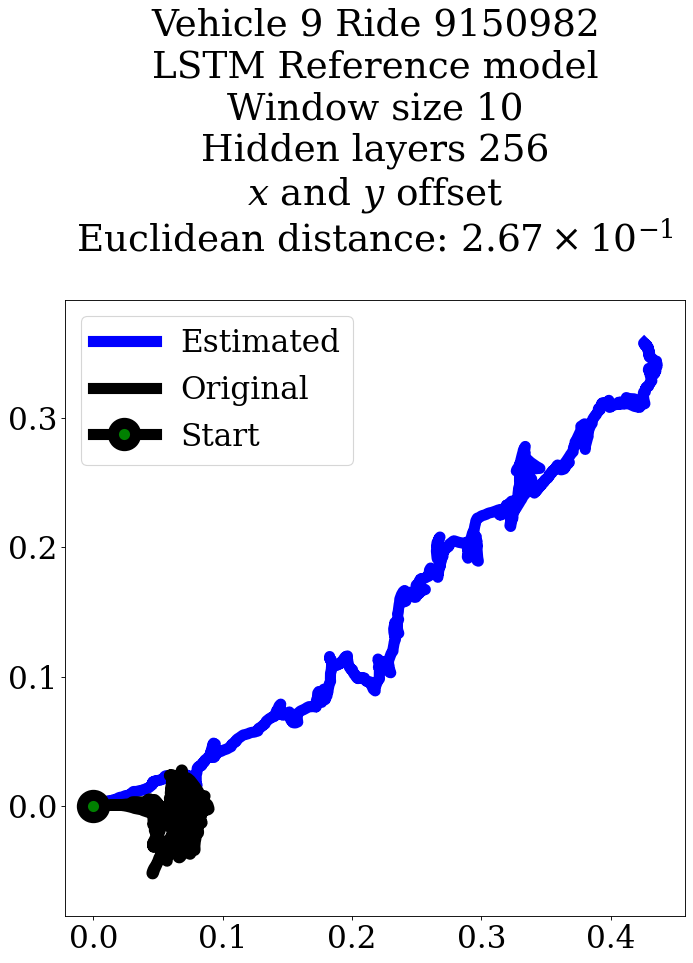 Vehicle 9 Ride 9150982
LSTM Reference model
Window size 10
Hidden layers 256
x and y offset
Euclidean distance: 2.67 × 10⁻¹
Estimated
Original
Start
0.3
0.2
0.1
0.0
0.0 0.1 0.2 0.3 0.4